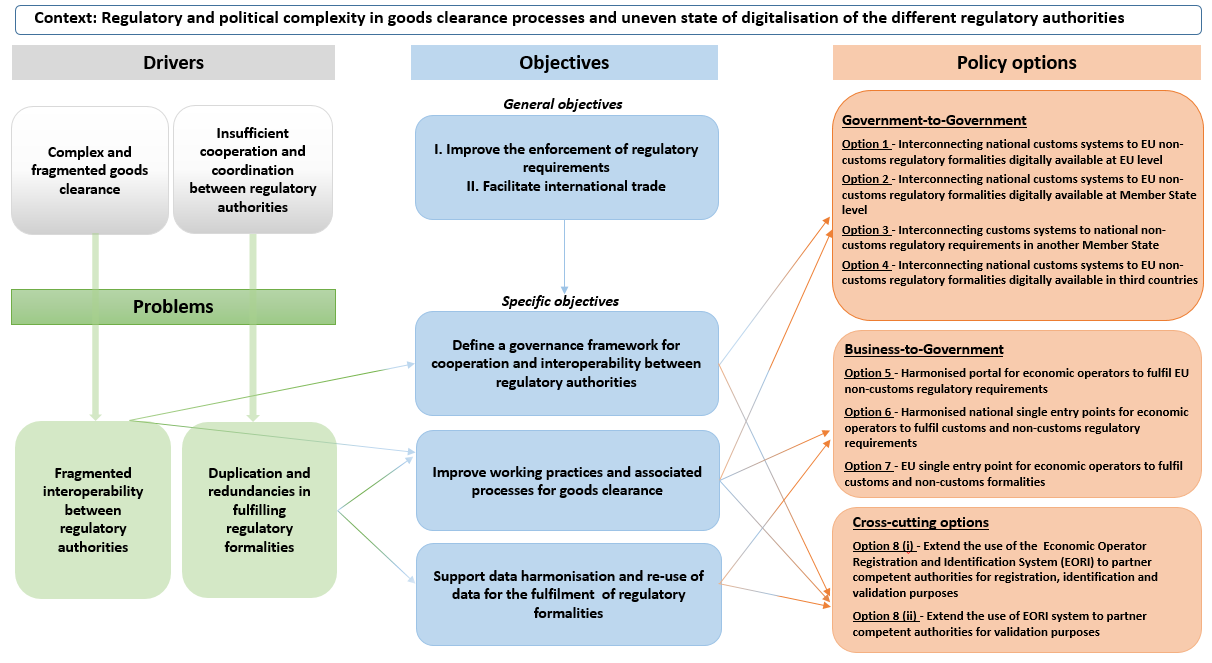 Context: Regulatory and political complexity in goods clearance processes and uneven state of digitalisation of the different regulatory authorities
Drivers
Complex and
fragmented goods
clearance
Insufficient
cooperation and
coordination
between regulatory
authorities
Problems
Fragmented
interoperability
between
regulatory
authorities
Duplication and
redundancies in
fulfilling
regulatory
formalities
Objectives
General objectives
I. Improve the enforcement of regulatory
requirements
II. Facilitate international trade
Specific objectives
Define a governance framework for
cooperation and interoperability between
regulatory authorities
Improve working practices and associated
processes for goods clearance
Support data harmonisation and re-use of
data for the fulfilment of regulatory
formalities
Policy options
Government-to-Government
Option 1 - Interconnecting national customs systems to EU non-
customs regulatory formalities digitally available at EU level
Option 2 - Interconnecting national customs systems to EU non-
customs regulatory formalities digitally available at Member State
level
Option 3 - Interconnecting customs systems to national non-
customs regulatory requirements in another Member State
Option 4 - Interconnecting national customs systems to EU non-
customs regulatory formalities digitally available in third countries
Business-to-Government
Option 5 - Harmonised portal for economic operators to fulfil EU
non-customs regulatory requirements
Option 6 - Harmonised national single entry points for economic
operators to fulfil customs and non-customs regulatory
requirements
Option 7 - EU single entry point for economic operators to fulfil
customs and non-customs formalities
Cross-cutting options
Option 8 (i) - Extend the use of the Economic Operator
Registration and Identification System (EORI) to partner
competent authorities for registration, identification and
validation purposes
Option 8 (ii) - Extend the use of EORI system to partner
competent authorities for validation purposes